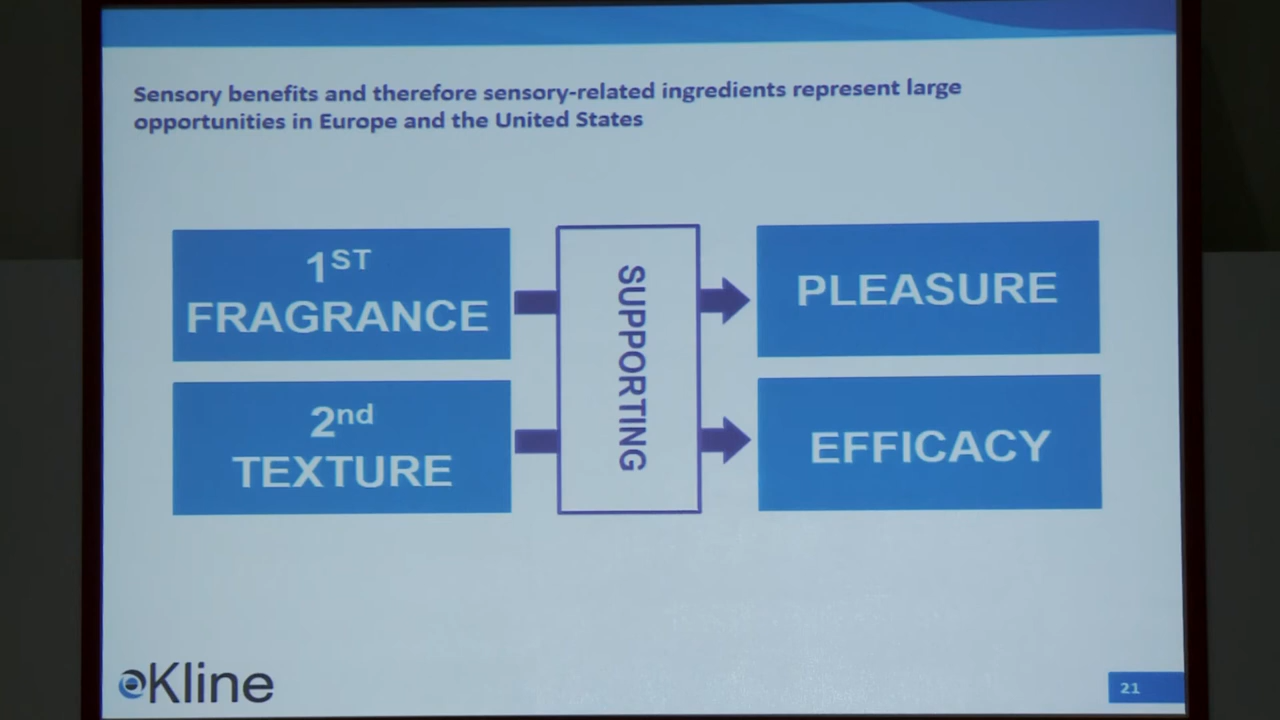 Sensory benefits and therefore sensory-related ingredients represent large
opportunities in Europe and the United States
1ST
FRAGRANCE
2nd
TEXTURE
SUPPORTING
PLEASURE
EFFICACY
Kline
21